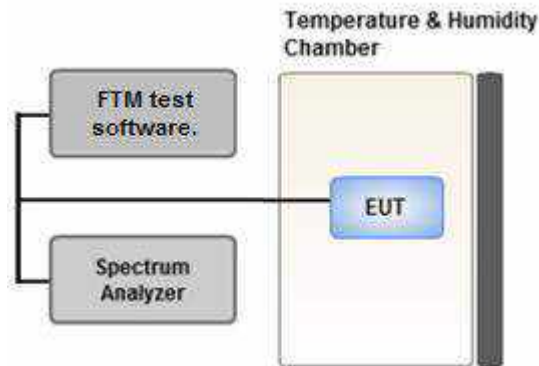 Temperature & Humidity
Chamber
FTM test
software.
EUT
Spectrum
Analyzer